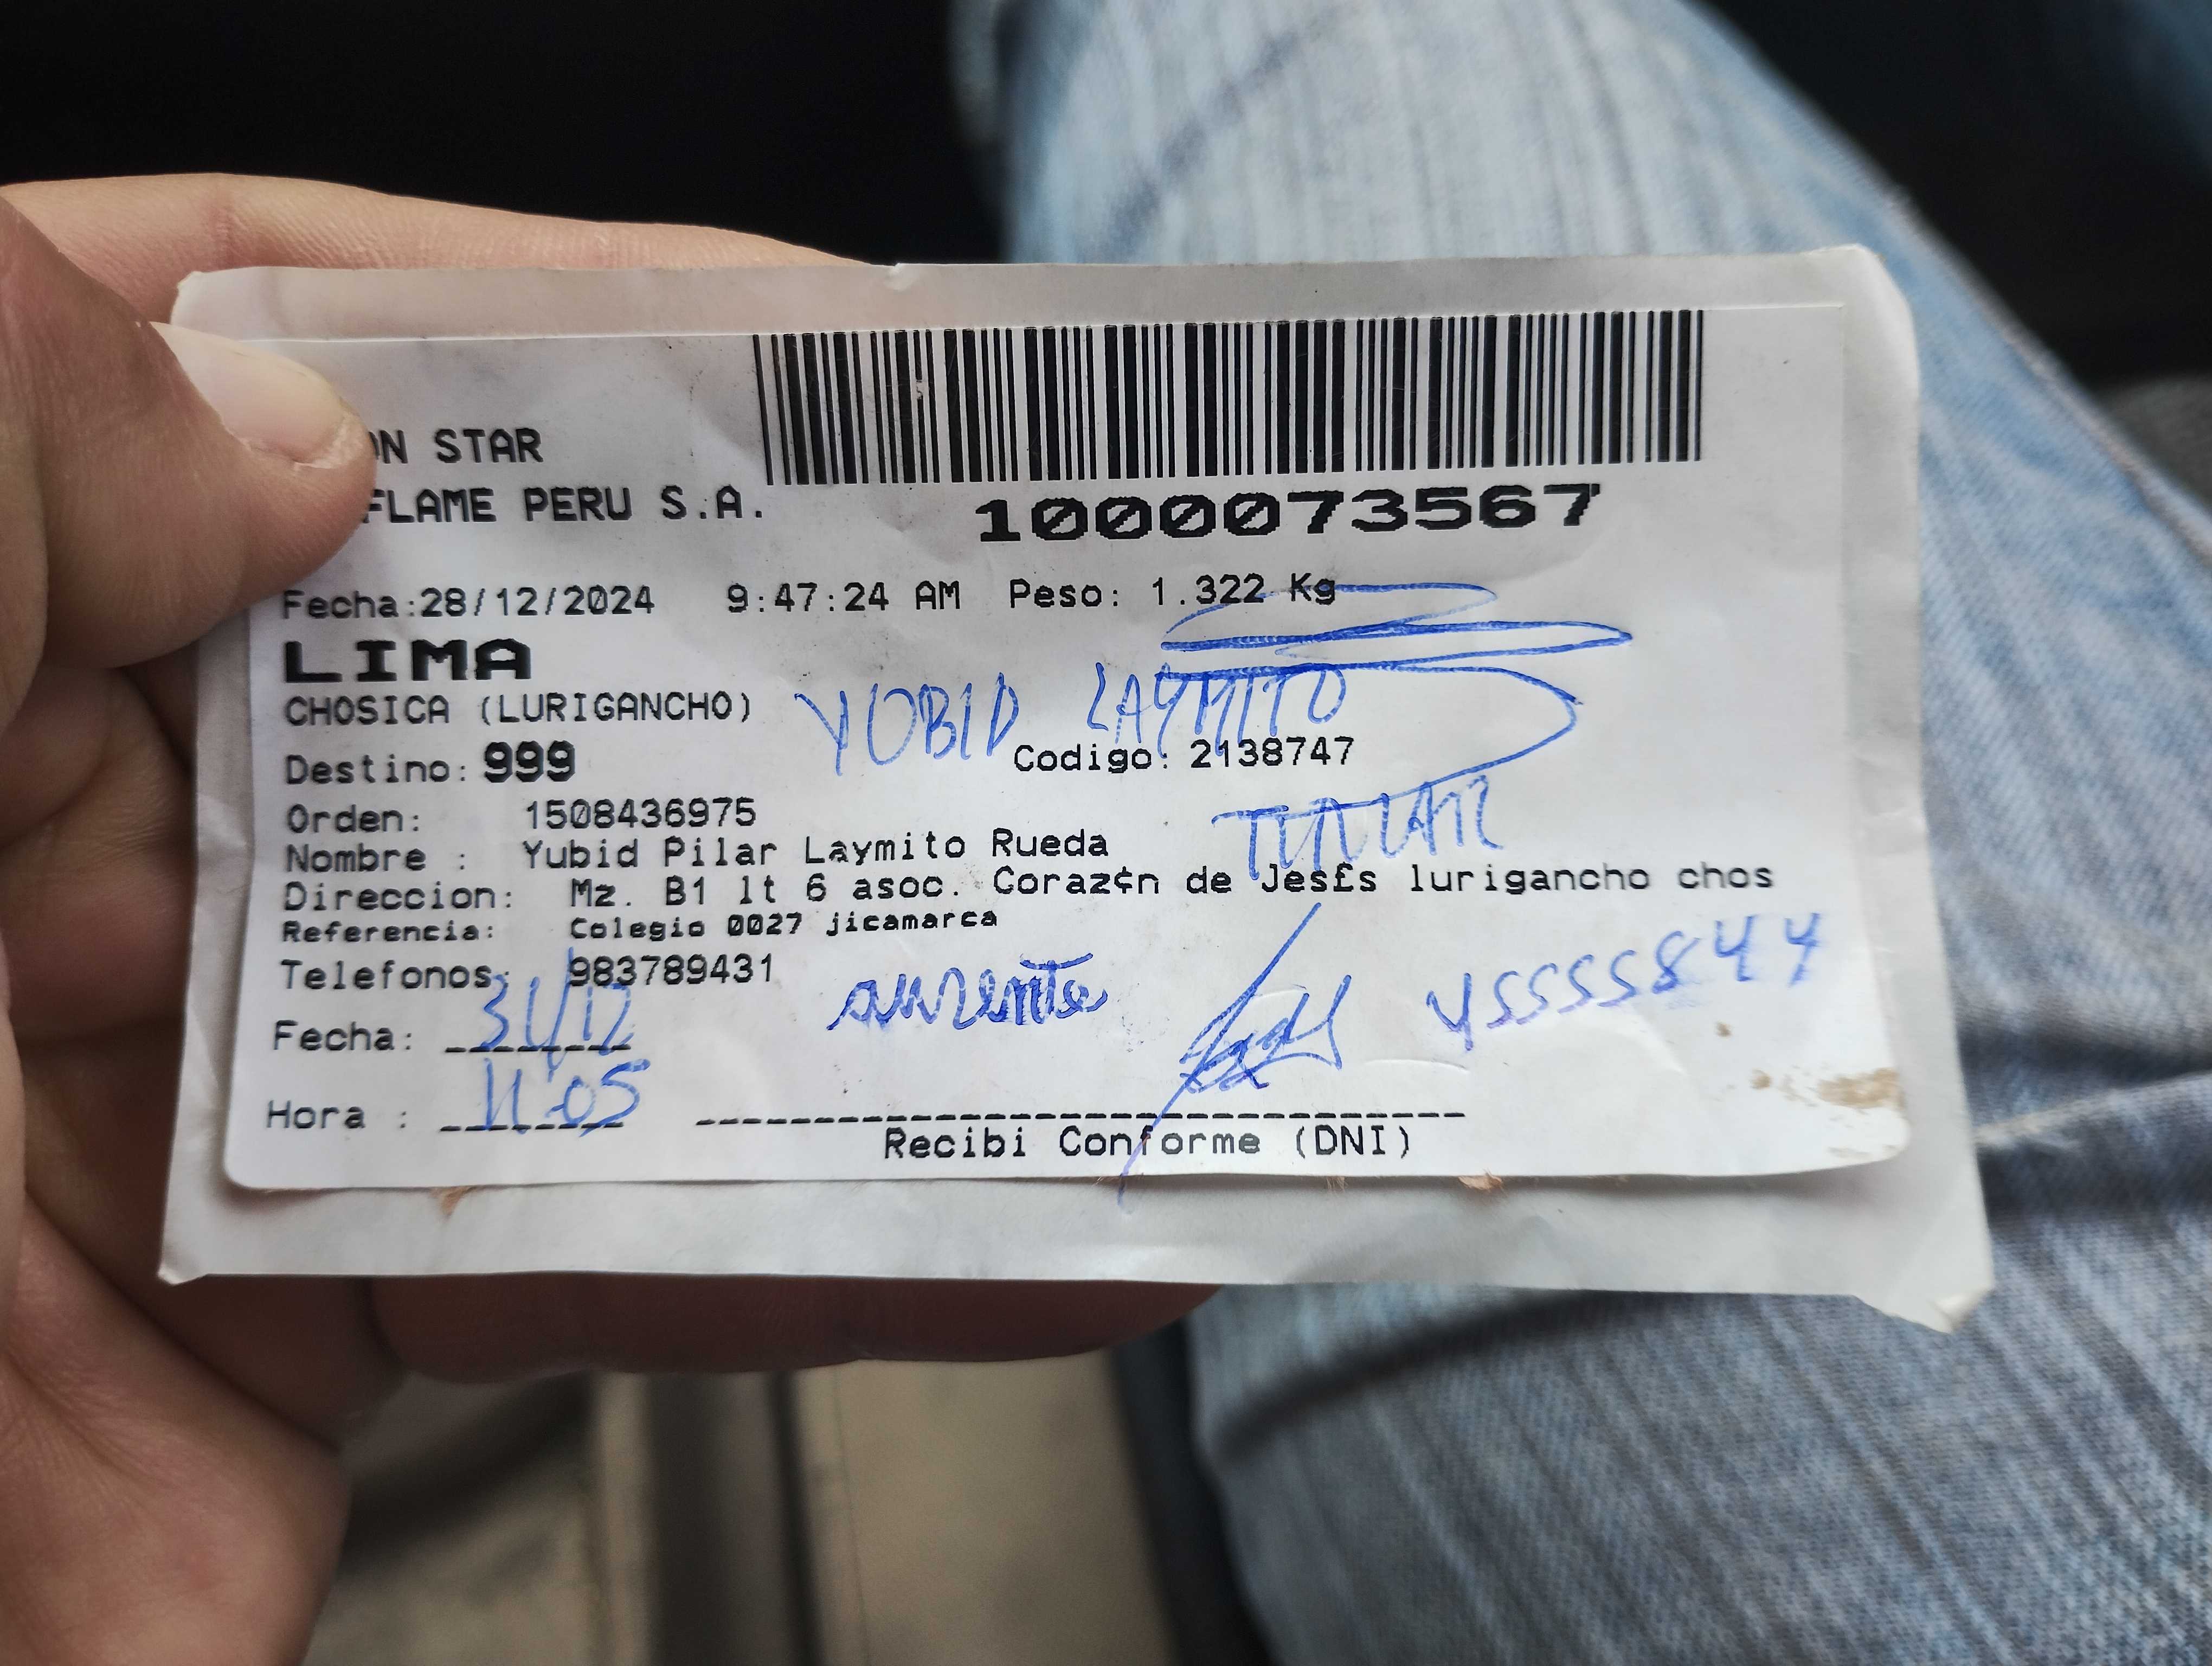 ON STAR
FLAME PERU S.A.
1000073567
Fecha:28/12/2024 9:47:24 AM Peso: 1.322 Kg
LIMA
CHOSICA (LURIGANCHO)
YUBID LAYMITO
Destino: 999 Codigo: 2138747
TITULAR
Orden: 1508436975
Nombre : Yubid Pilar Laymito Rueda
Direccion: Mz. B1 lt 6 asoc. Coraz¢n de Jes£s lurigancho chos
Referencia: Colegio 0027 jicamarca
Telefonos: 983789431
ausente
45555844
Fecha: 31/12
Hora : 11:05
Recibi Conforme (DNI)